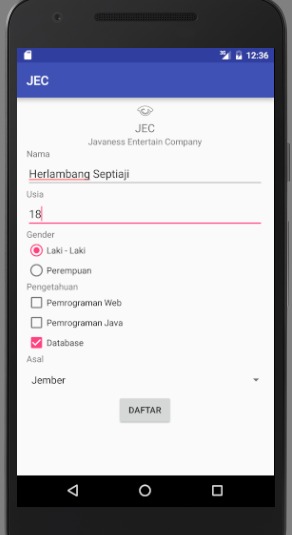 12:36
JEC
JEC
Javaness Entertain Company
Nama
Herlambang Septiaji
Usia
18
Gender
Laki - Laki
Perempuan
Pengetahuan
Pemrograman Web
Pemrograman Java
Database
Asal
Jember
DAFTAR